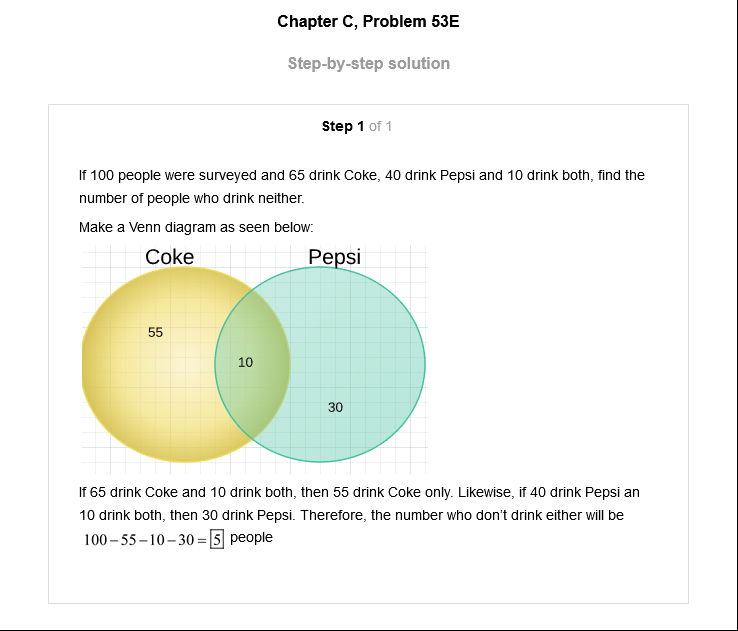 Chapter C, Problem 53E
Step-by-step solution
Step 1 of 1
If 100 people were surveyed and 65 drink Coke, 40 drink Pepsi and 10 drink both, find the
number of people who drink neither.
Make a Venn diagram as seen below:
Coke Pepsi
55
10
30
If 65 drink Coke and 10 drink both, then 55 drink Coke only. Likewise, if 40 drink Pepsi an
10 drink both, then 30 drink Pepsi. Therefore, the number who don’t drink either will be
100 – 55 – 10 – 30 = 5 people